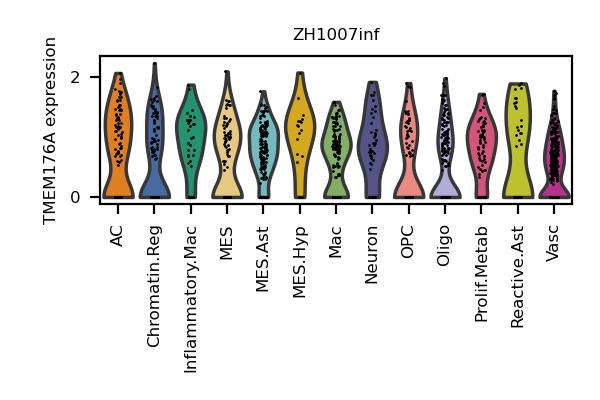 ZH1007inf
TMEM176A expression
2
0
AC
Chromatin.Reg
Inflammatory.Mac
MES
MES.Ast
MES.Hyp
Mac
Neuron
OPC
Oligo
Prolif.Metab
Reactive.Ast
Vasc